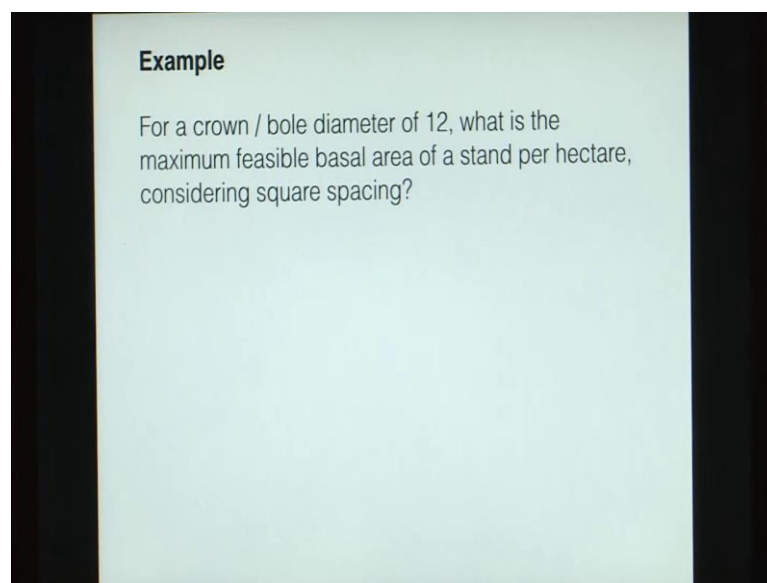 Example
For a crown / bole diameter of 12, what is the
maximum feasible basal area of a stand per hectare,
considering square spacing?